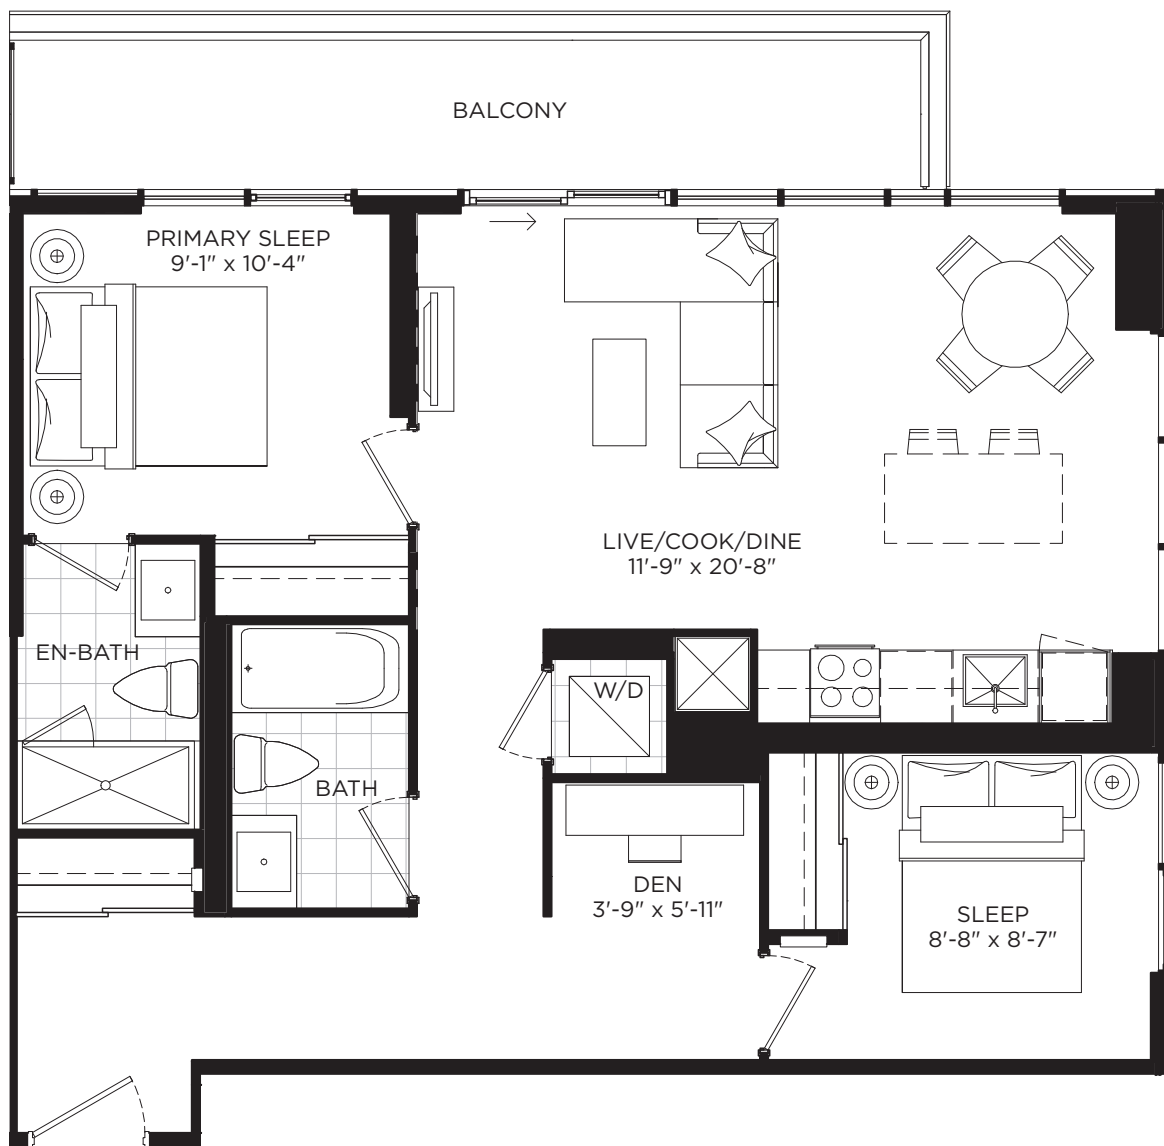 BALCONY
PRIMARY SLEEP
9'-1" x 10'-4"
LIVE/COOK/DINE
11'-9" x 20'-8"
EN-BATH
W/D
BATH
DEN
3'-9" x 5'-11"
SLEEP
8'-8" x 8'-7"